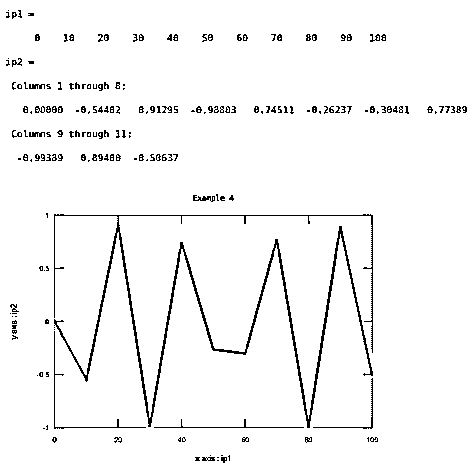 ip1 =
0 10 20 30 40 50 60 70 80 90 100
ip2 =
Columns 1 through 8:
0.00000 -0.54402 0.91295 -0.98803 0.74511 -0.26237 -0.30481 0.77389
Columns 9 through 11:
-0.99389 0.89400 -0.50637
Example 4
1
0.5
0
-0.5
-1
yaxis:ip2
0 20 40 60 80 100
xaxis:ip1